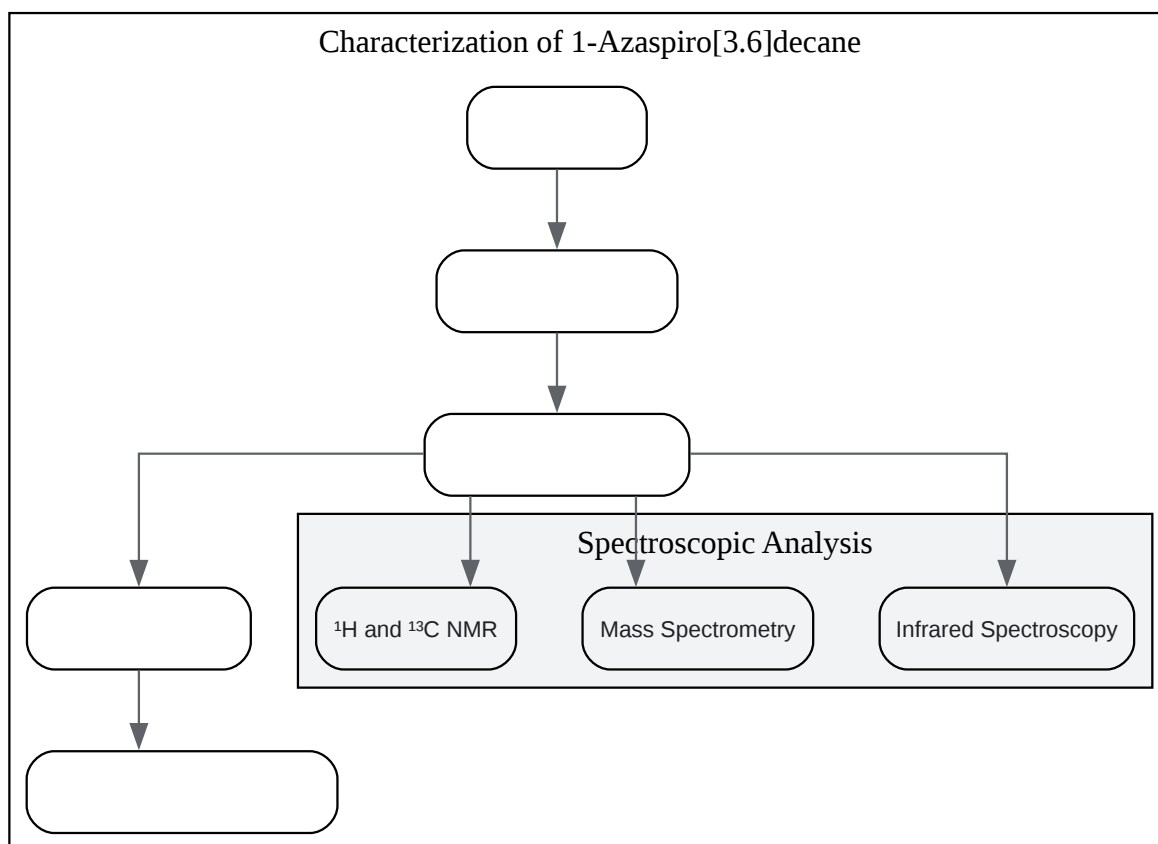 Characterization of 1-Azaspiro[3.6]decane
Spectroscopic Analysis
¹H and ¹³C NMR
Mass Spectrometry
Infrared Spectroscopy